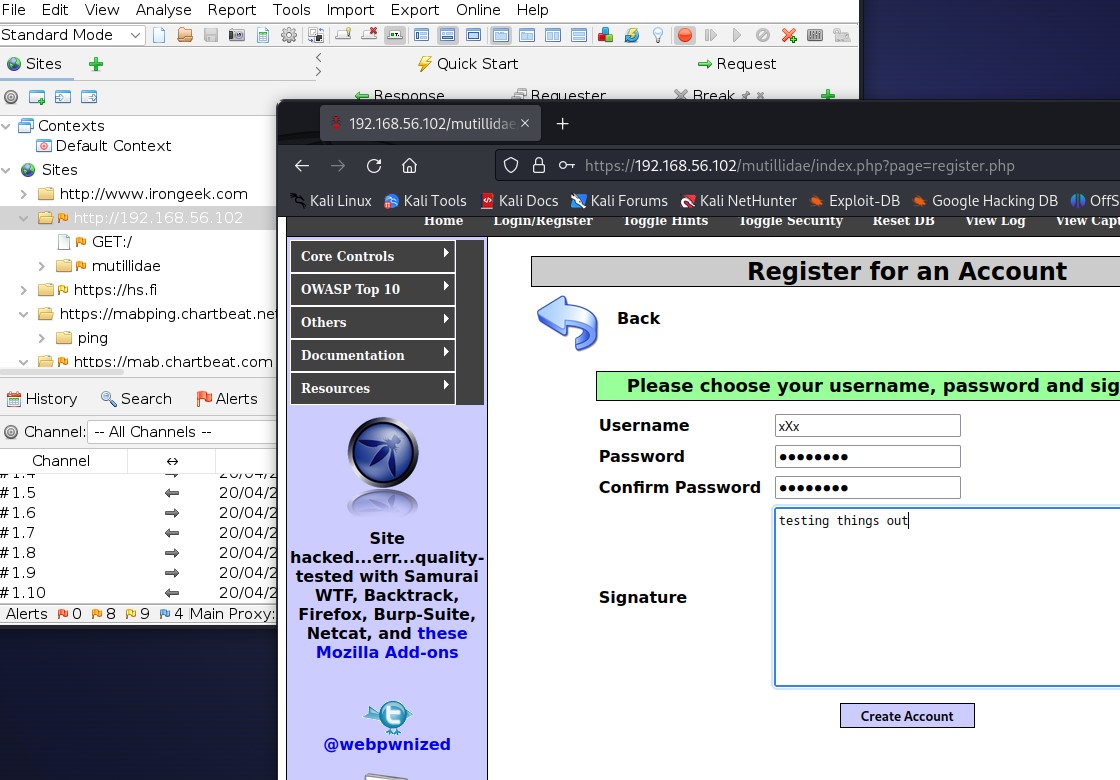 File Edit View Analyse Report Tools Import Export Online Help
Standard Mode
Sites
Quick Start
Request
Response
Requester
Break
Contexts
Default Context
Sites
http://www.irongeek.com
http://192.168.56.102
GET:/
mutillidae
https://hs.fi
https://mabping.chartbeat.net
ping
https://mab.chartbeat.com
History Search Alerts
Channel: -- All Channels --
Channel
#1.4 20/04/2
#1.5 20/04/2
#1.6 20/04/2
#1.7 20/04/2
#1.8 20/04/2
#1.9 20/04/2
#1.10 20/04/2
Alerts 0 8 9 4 Main Proxy:
192.168.56.102/mutillidae
https://192.168.56.102/mutillidae/index.php?page=register.php
Kali Linux Kali Tools Kali Docs Kali Forums Kali NetHunter Exploit-DB Google Hacking DB OffS
Home Login/Register Toggle Hints Toggle Security Reset DB View Log View Capt
Core Controls
OWASP Top 10
Others
Documentation
Resources
Site
hacked...err...quality-
tested with Samurai
WTF, Backtrack,
Firefox, Burp-Suite,
Netcat, and these
Mozilla Add-ons
@webpwnized
Register for an Account
Back
Please choose your username, password and sig
Username xXx
Password ●●●●●●●●
Confirm Password ●●●●●●●●
testing things out
Signature
Create Account